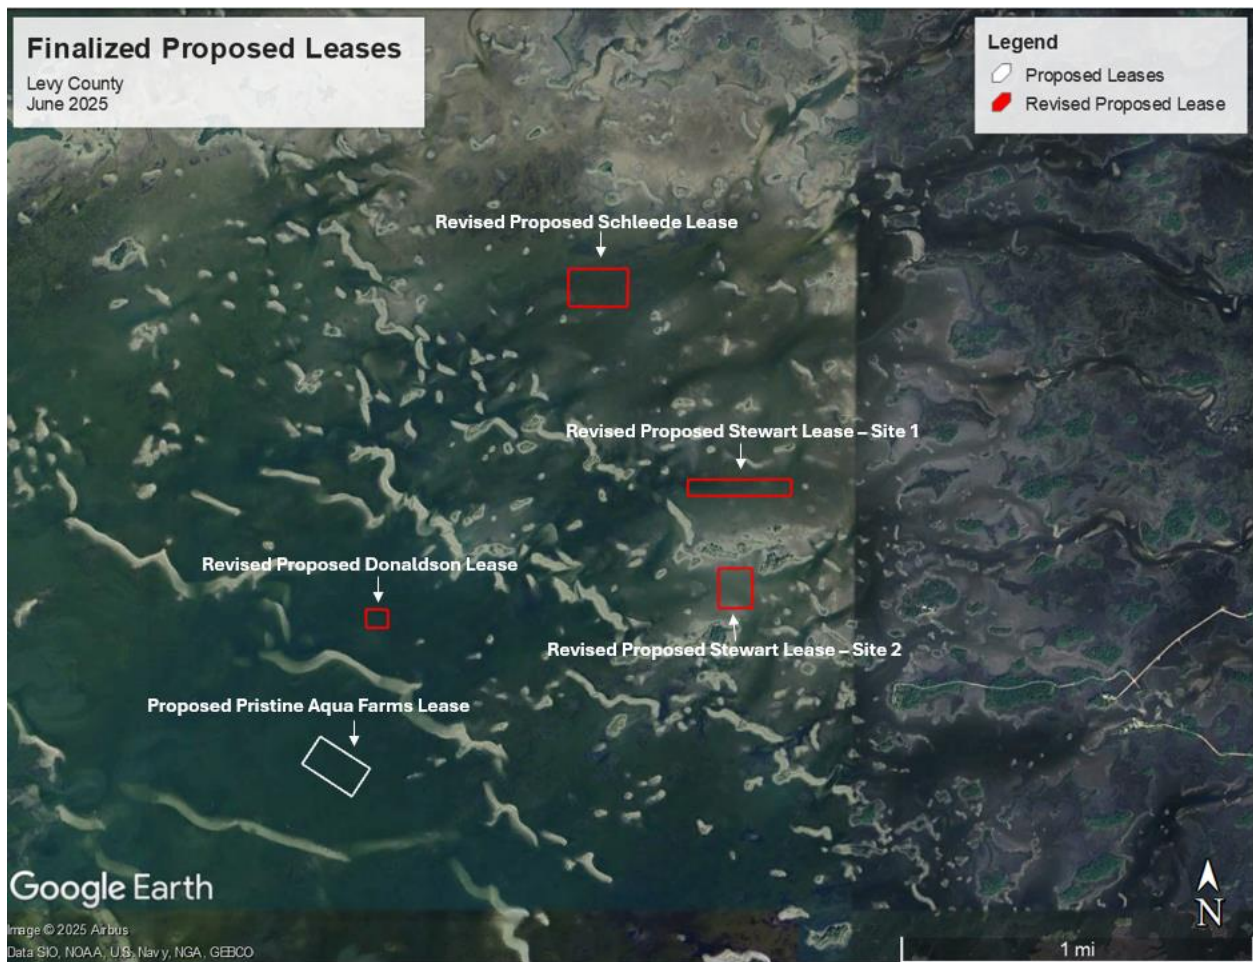 Finalized Proposed Leases
Levy County
June 2025
Legend
Proposed Leases
Revised Proposed Lease
Revised Proposed Schleede Lease
Revised Proposed Stewart Lease – Site 1
Revised Proposed Donaldson Lease
Revised Proposed Stewart Lease – Site 2
Proposed Pristine Aqua Farms Lease
Google Earth
Image © 2025 Airbus
Data SIO, NOAA, U.S. Navy, NGA, GEBCO
N
1 mi